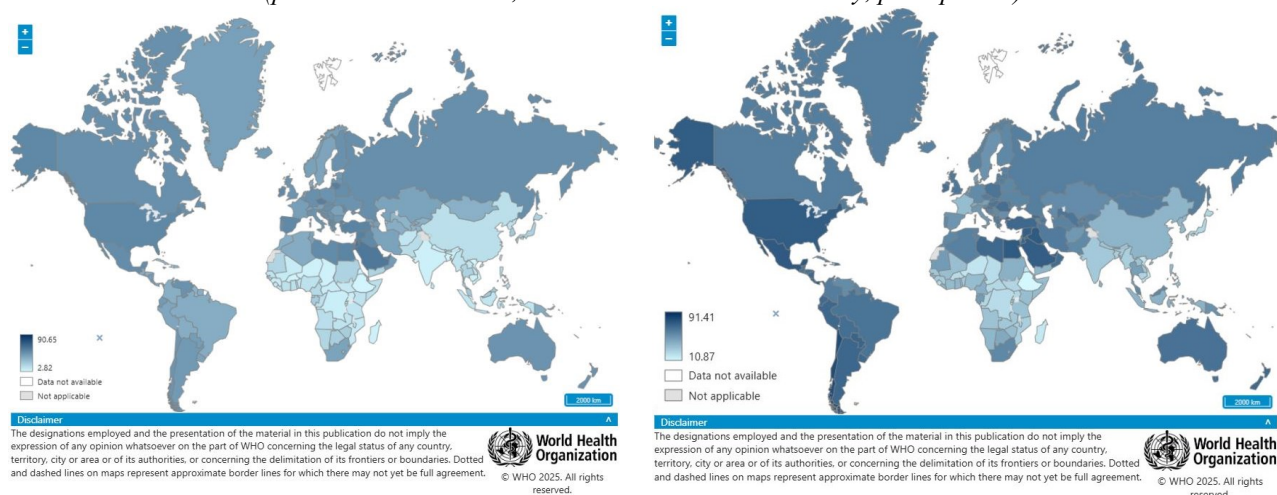 +
−
90.65
2.82
Data not available
Not applicable
2000 km
Disclaimer ^
The designations employed and the presentation of the material in this publication do not imply the
expression of any opinion whatsoever on the part of WHO concerning the legal status of any country,
territory, city or area or of its authorities, or concerning the delimitation of its frontiers or boundaries. Dotted
and dashed lines on maps represent approximate border lines for which there may not yet be full agreement.
World Health
Organization
© WHO 2025. All rights
reserved.
+
−
91.41
10.87
Data not available
Not applicable
2000 km
Disclaimer ^
The designations employed and the presentation of the material in this publication do not imply the
expression of any opinion whatsoever on the part of WHO concerning the legal status of any country,
territory, city or area or of its authorities, or concerning the delimitation of its frontiers or boundaries. Dotted
and dashed lines on maps represent approximate border lines for which there may not yet be full agreement.
World Health
Organization
© WHO 2025. All rights
reserved.